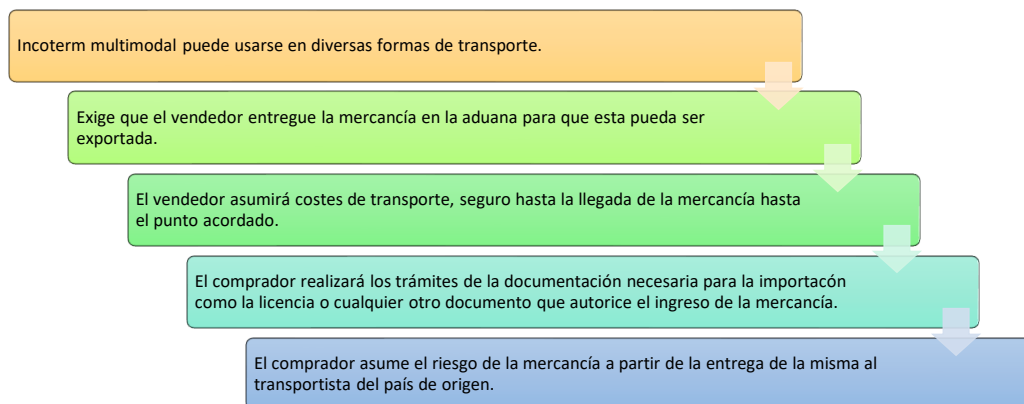 Incoterm multimodal puede usarse en diversas formas de transporte.
Exige que el vendedor entregue la mercancía en la aduana para que esta pueda ser
exportada.
El vendedor asumirá costes de transporte, seguro hasta la llegada de la mercancía hasta
el punto acordado.
El comprador realizará los trámites de la documentación necesaria para la importacón
como la licencia o cualquier otro documento que autorice el ingreso de la mercancía.
El comprador asume el riesgo de la mercancía a partir de la entrega de la misma al
transportista del país de origen.